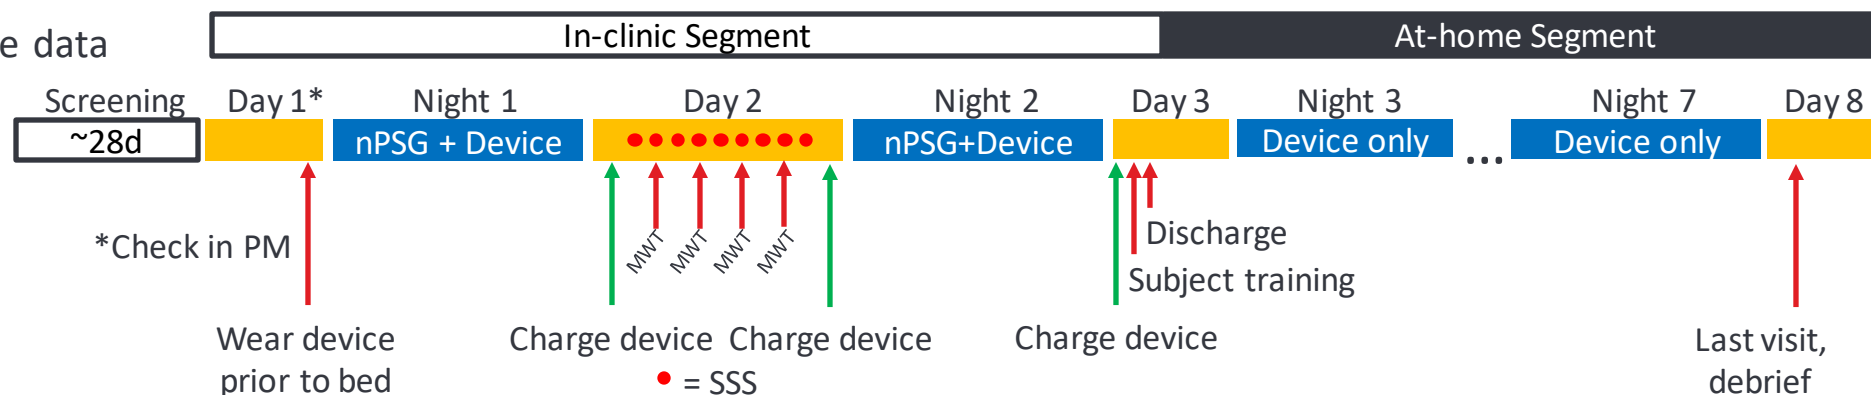 e data
In-clinic Segment
At-home Segment
Screening
Day 1*
Night 1
Day 2
Night 2
Day 3
Night 3
Night 7
Day 8
~28d
nPSG + Device
nPSG+Device
Device only
...
Device only
*Check in PM
MWT
MWT
MWT
MWT
Discharge
Subject training
Wear device
prior to bed
Charge device
Charge device
Charge device
Last visit,
debrief
= SSS